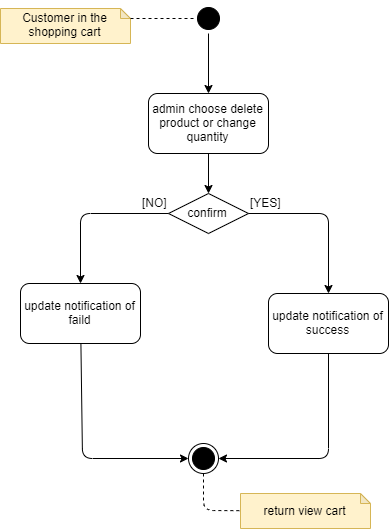 Customer in the
shopping cart
admin choose delete
product or change
quantity
[NO]
confirm
[YES]
update notification of
faild
update notification of
success
return view cart